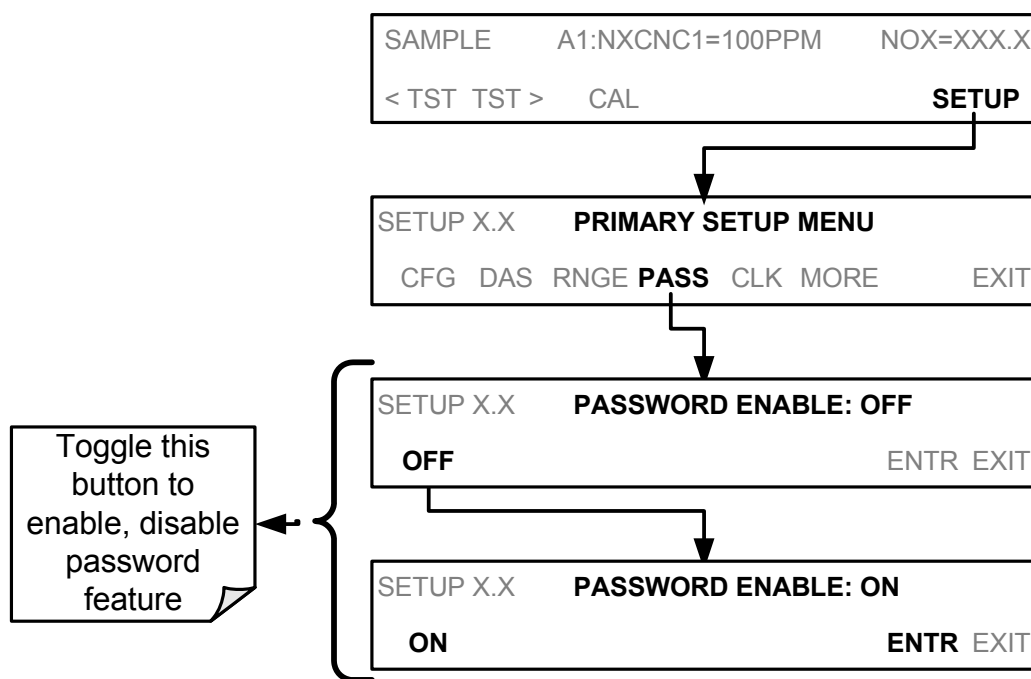 SAMPLE A1:NXCNC1=100PPM NOX=XXX.X
< TST TST > CAL SETUP
SETUP X.X PRIMARY SETUP MENU
CFG DAS RNGE PASS CLK MORE EXIT
SETUP X.X PASSWORD ENABLE: OFF
OFF ENTR EXIT
Toggle this
button to
enable, disable
password
feature
SETUP X.X PASSWORD ENABLE: ON
ON ENTR EXIT